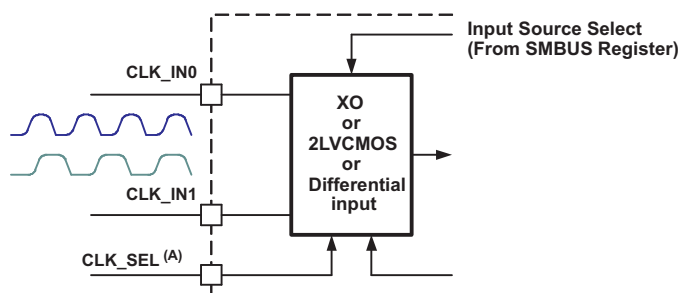 Input Source Select
(From SMBUS Register)
CLK_IN0
XO
or
2LVCMOS
or
Differential
input
CLK_IN1
CLK_SEL (A)